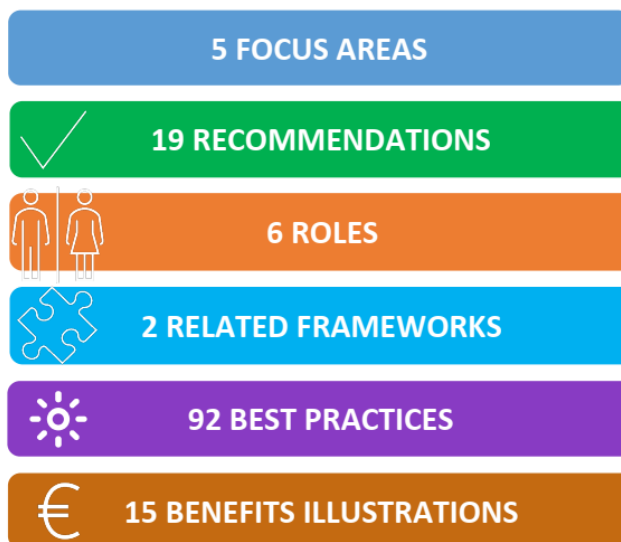 5 FOCUS AREAS
19 RECOMMENDATIONS
6 ROLES
2 RELATED FRAMEWORKS
92 BEST PRACTICES
€ 15 BENEFITS ILLUSTRATIONS